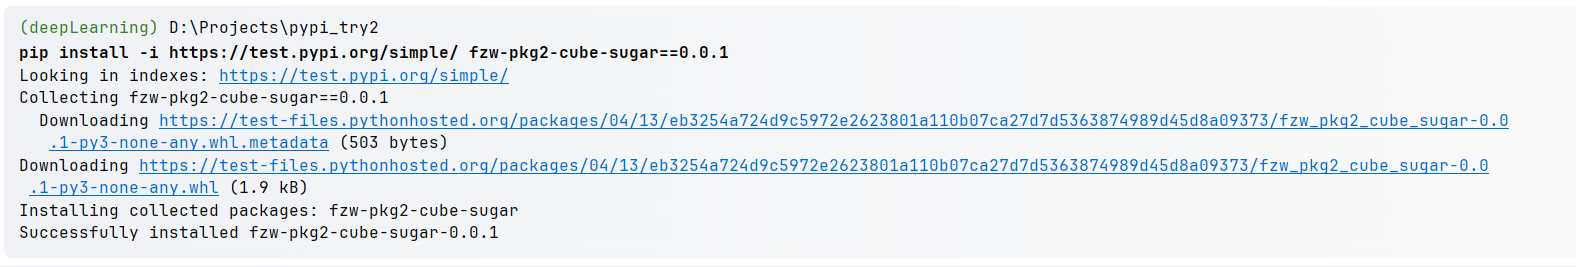 (deepLearning) D:\Projects\pypi_try2
pip install -i https://test.pypi.org/simple/ fzw-pkg2-cube-sugar==0.0.1
Looking in indexes: https://test.pypi.org/simple/
Collecting fzw-pkg2-cube-sugar==0.0.1
Downloading https://test-files.pythonhosted.org/packages/04/13/eb3254a724d9c5972e2623801a110b07ca27d7d5363874989d45d8a09373/fzw_pkg2_cube_sugar-0.0
.1-py3-none-any.whl.metadata (503 bytes)
Downloading https://test-files.pythonhosted.org/packages/04/13/eb3254a724d9c5972e2623801a110b07ca27d7d5363874989d45d8a09373/fzw_pkg2_cube_sugar-0.0
.1-py3-none-any.whl (1.9 kB)
Installing collected packages: fzw-pkg2-cube-sugar
Successfully installed fzw-pkg2-cube-sugar-0.0.1